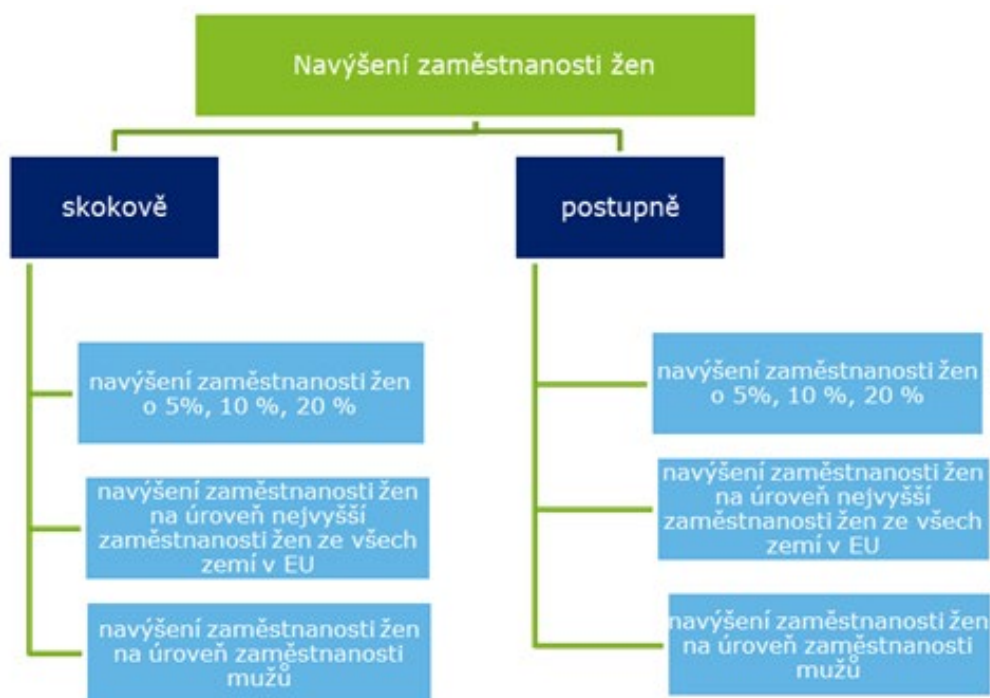 Navýšení zaměstnanosti žen
skokově
postupně
navýšení zaměstnanosti žen
o 5%, 10 %, 20 %
navýšení zaměstnanosti žen
na úroveň nejvyšší
zaměstnanosti žen ze všech
zemí v EU
navýšení zaměstnanosti žen
na úroveň zaměstnanosti
mužů
navýšení zaměstnanosti žen
o 5%, 10 %, 20 %
navýšení zaměstnanosti žen
na úroveň nejvyšší
zaměstnanosti žen ze všech
zemí v EU
navýšení zaměstnanosti žen
na úroveň zaměstnanosti
mužů